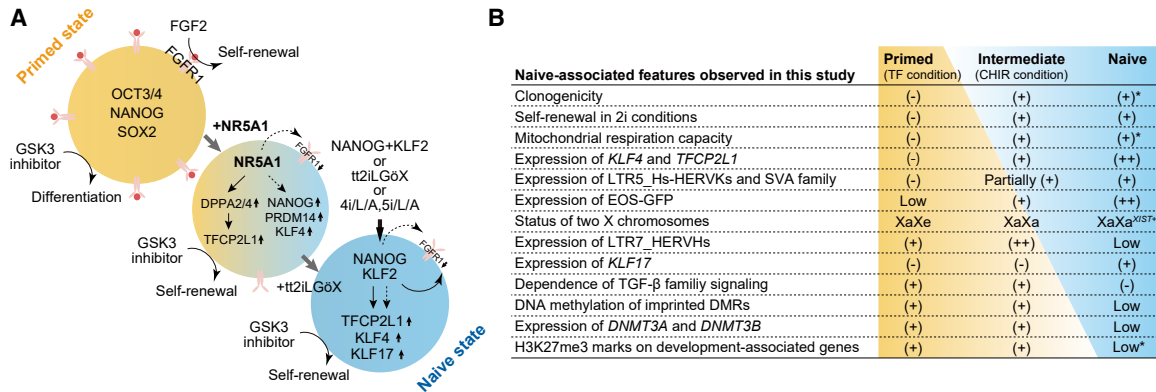 A
Primed state
FGF2
FGFR1
Self-renewal
OCT3/4
NANOG
SOX2
GSK3
inhibitor
Differentiation
+NR5A1
NR5A1
FGFR1
DPPA2/4
TFCP2L1
NANOG
PRDM14
KLF4
GSK3
inhibitor
Self-renewal
+tt2iLGöX
NANOG+KLF2
or
tt2iLGöX
or
4i/L/A,5i/L/A
FGFR1
NANOG
KLF2
TFCP2L1
KLF4
KLF17
GSK3
inhibitor
Self-renewal
Naive state
B
Naive-associated features observed in this study Primed (TF condition) Intermediate (CHIR condition) Naive
Clonogenicity (-) (+) (+)*
Self-renewal in 2i conditions (-) (+) (+)
Mitochondrial respiration capacity (-) (+) (+)*
Expression of KLF4 and TFCP2L1 (-) (+) (++)
Expression of LTR5_Hs-HERVKs and SVA family (-) Partially (+) (+)
Expression of EOS-GFP Low (+) (++)
Status of two X chromosomes XaXe XaXa XaXaXIST+
Expression of LTR7_HERVHs (+) (++) Low
Expression of KLF17 (-) (-) (+)
Dependence of TGF-β familiy signaling (+) (+) (-)
DNA methylation of imprinted DMRs (+) (+) Low
Expression of DNMT3A and DNMT3B (+) (+) Low
H3K27me3 marks on development-associated genes (+) (+) Low*